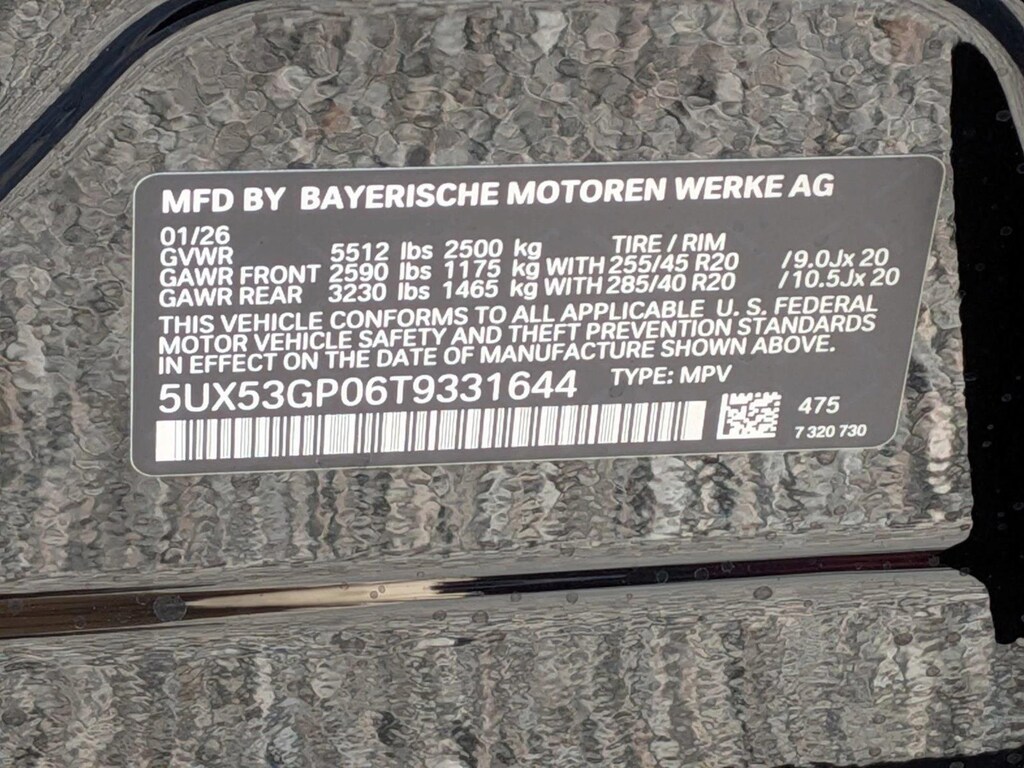 MFD BY BAYERISCHE MOTOREN WERKE AG
01/26
GVWR 5512 lbs 2500 kg TIRE / RIM
GAWR FRONT 2590 lbs 1175 kg WITH 255/45 R20 /9.0Jx 20
GAWR REAR 3230 lbs 1465 kg WITH 285/40 R20 /10.5Jx 20
THIS VEHICLE CONFORMS TO ALL APPLICABLE U. S. FEDERAL
MOTOR VEHICLE SAFETY AND THEFT PREVENTION STANDARDS
IN EFFECT ON THE DATE OF MANUFACTURE SHOWN ABOVE.
5UX53GP06T9331644 TYPE: MPV
475
7 320 730